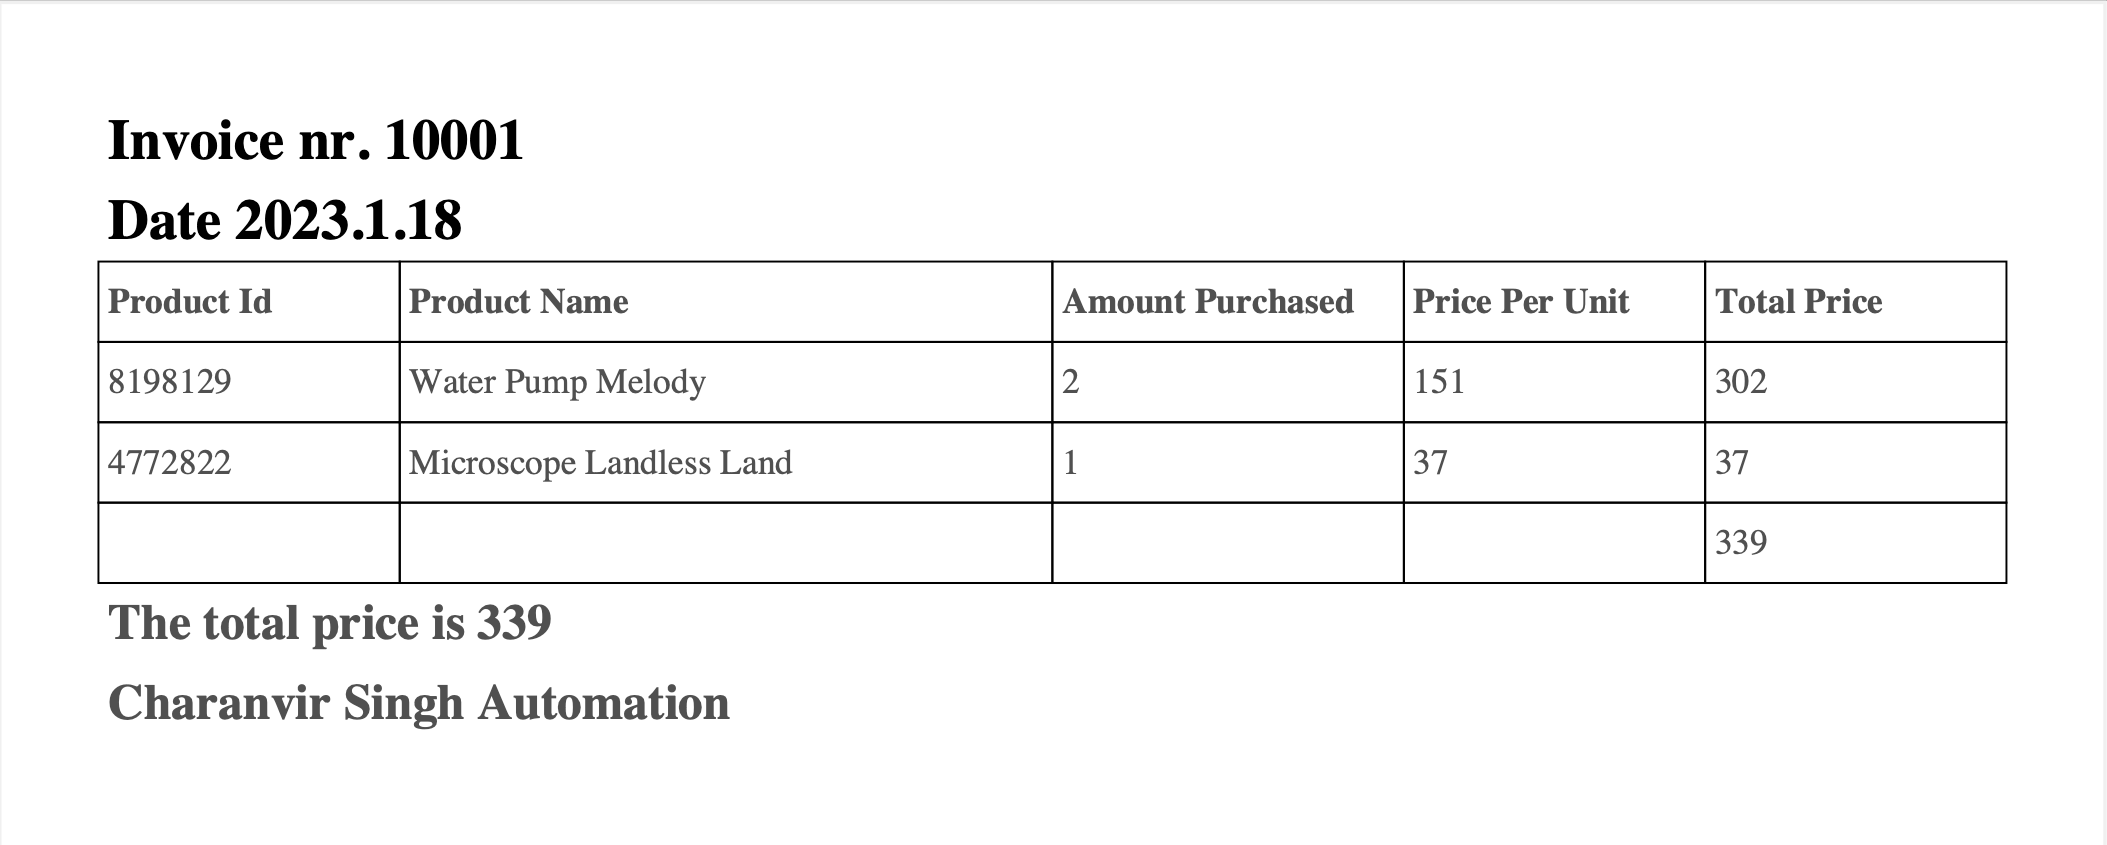 Invoice nr. 10001
Date 2023.1.18
Product Id Product Name Amount Purchased Price Per Unit Total Price
8198129 Water Pump Melody 2 151 302
4772822 Microscope Landless Land 1 37 37
339
The total price is 339
Charanvir Singh Automation